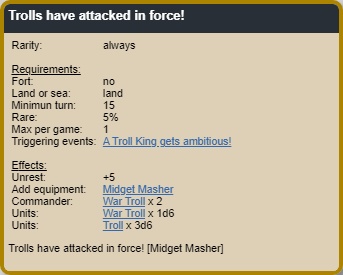 Trolls have attacked in force!
Rarity: always
Requirements:
Fort: no
Land or sea: land
Minimun turn: 15
Rare: 5%
Max per game: 1
Triggering events: A Troll King gets ambitious!
Effects:
Unrest: +5
Add equipment: Midget Masher
Commander: War Troll x 2
Units: War Troll x 1d6
Units: Troll x 3d6
Trolls have attacked in force! [Midget Masher]